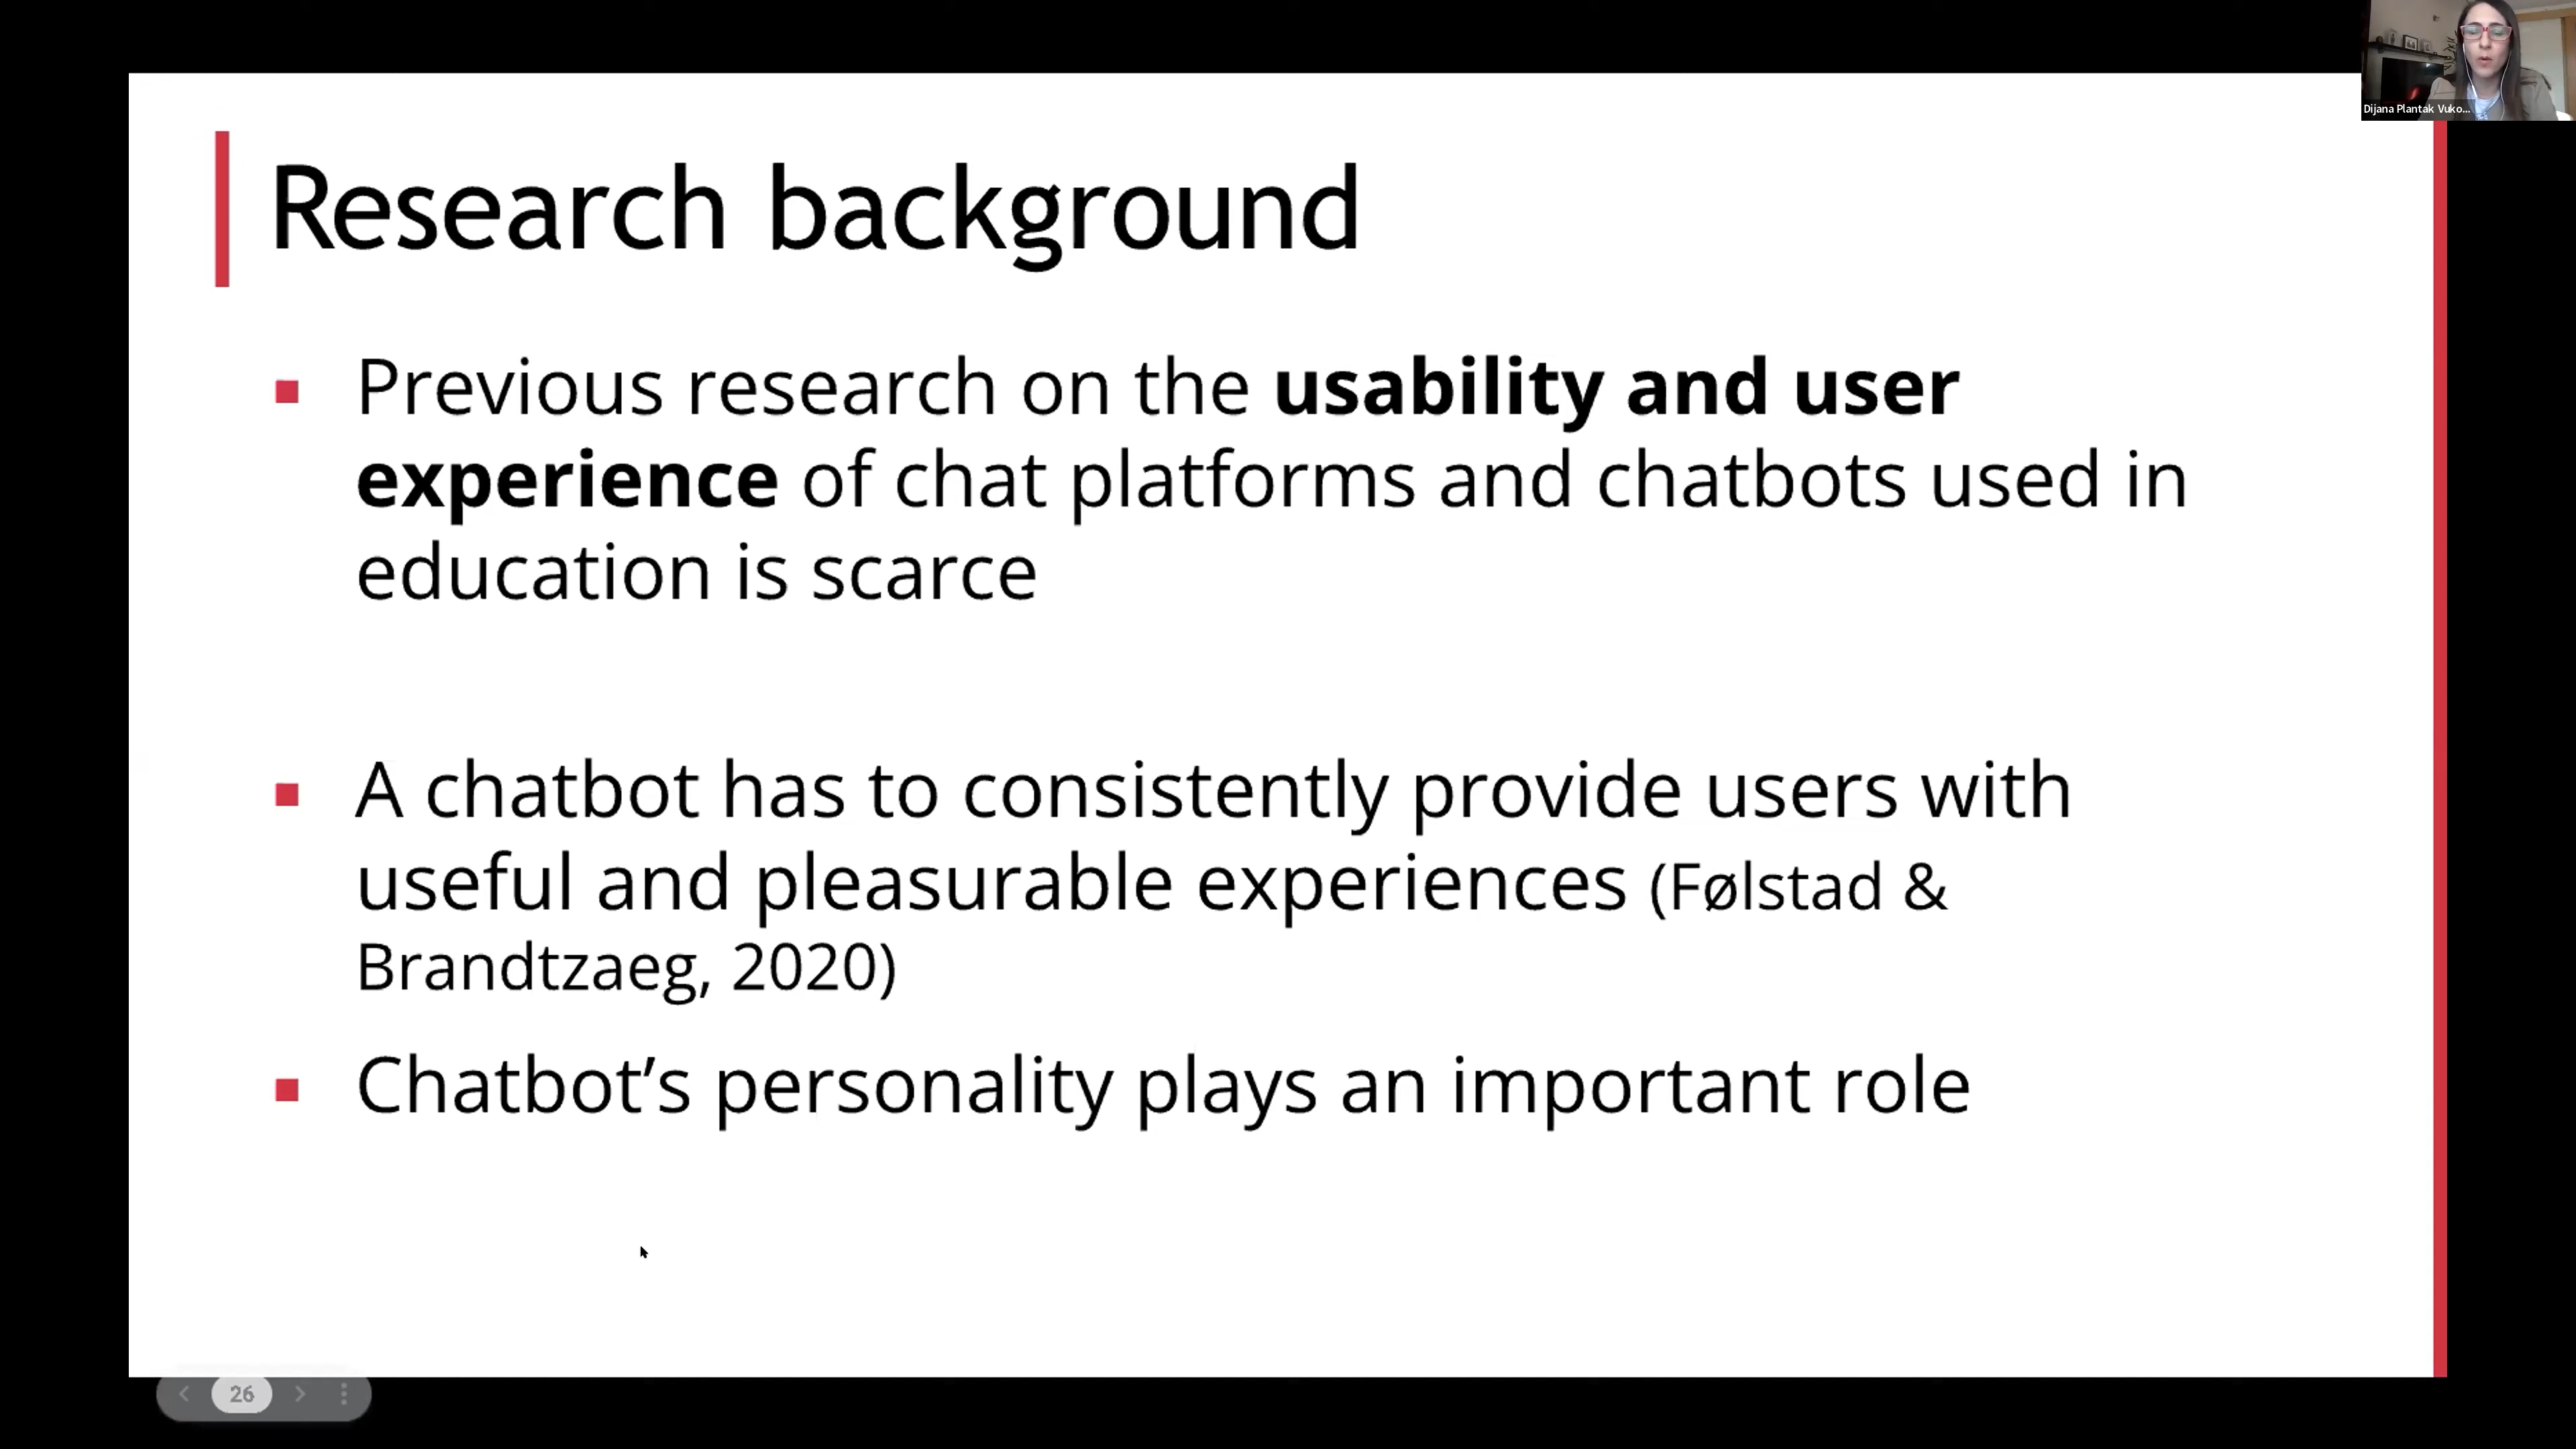 Dijana Plantak Vuko...
Research background
Previous research on the usability and user
experience of chat platforms and chatbots used in
education is scarce
A chatbot has to consistently provide users with
useful and pleasurable experiences (Følstad &
Brandtzaeg, 2020)
Chatbot’s personality plays an important role
26